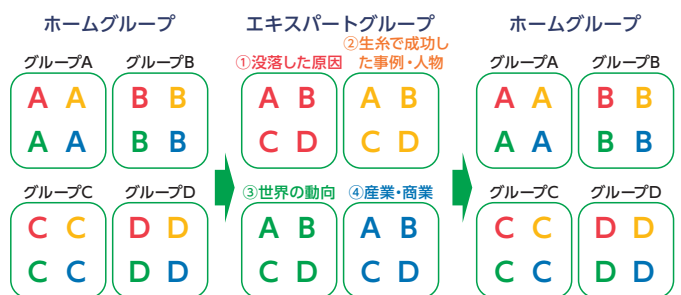 ホームグループ
グループA グループB
A A B B
A A B B
グループC グループD
C C D D
C C D D
エキスパートグループ
①没落した原因
②生糸で成功し
た事例・人物
A B A B
C D C D
③世界の動向 ④産業・商業
A B A B
C D C D
ホームグループ
グループA グループB
A A B B
A A B B
グループC グループD
C C D D
C C D D